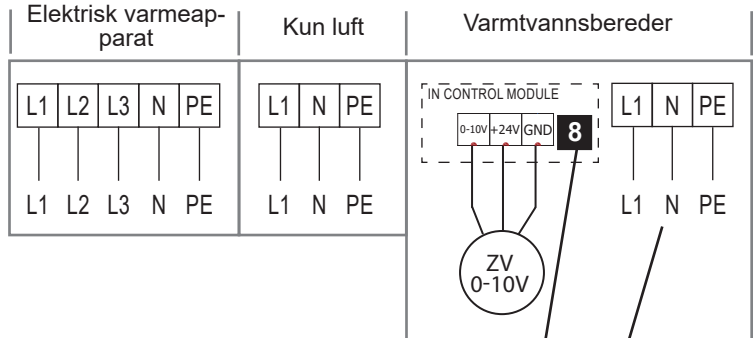 Elektrisk varmeap-
parat
Kun luft
Varmtvannsbereder
L1 L2 L3 N PE
L1 L2 L3 N PE
L1 N PE
L1 N PE
IN CONTROL MODULE
0-10V +24V GND 8
ZV
0-10V
L1 N PE
L1 N PE